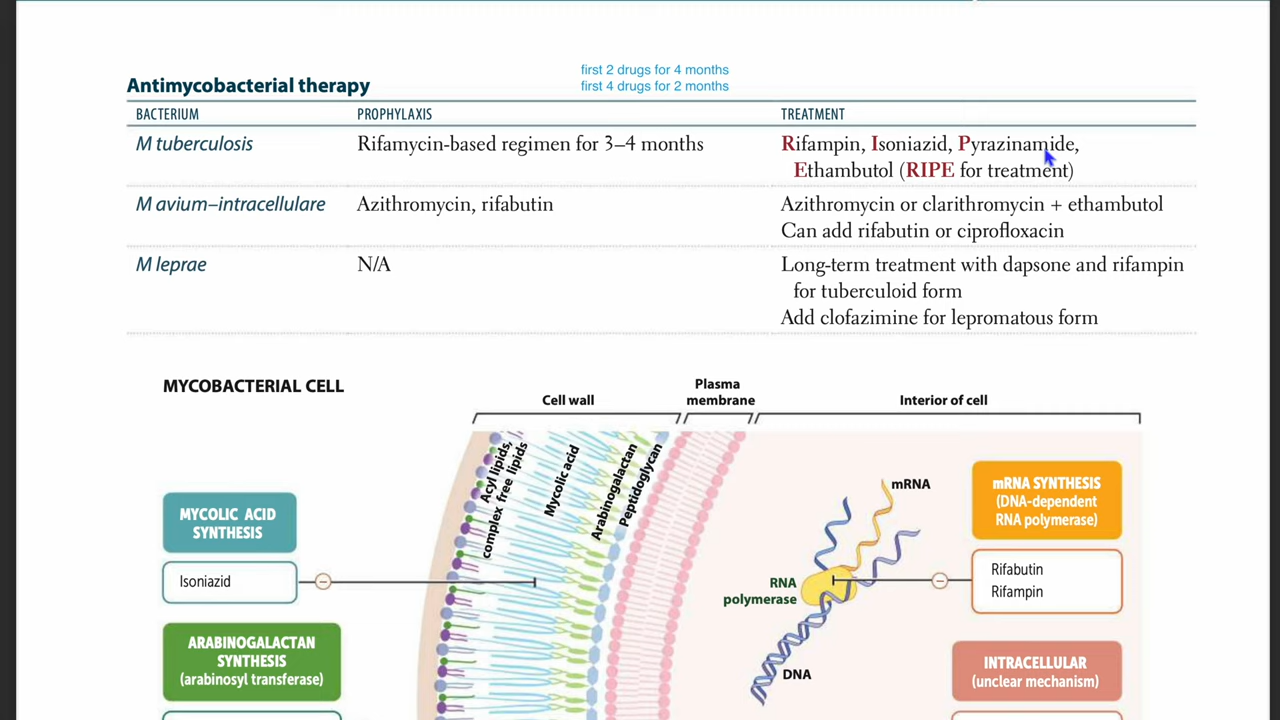 first 2 drugs for 4 months
first 4 drugs for 2 months
Antimycobacterial therapy
BACTERIUM PROPHYLAXIS TREATMENT
M tuberculosis Rifamycin-based regimen for 3–4 months Rifampin, Isoniazid, Pyrazinamide,
Ethambutol (RIPE for treatment)
M avium–intracellulare Azithromycin, rifabutin Azithromycin or clarithromycin + ethambutol
Can add rifabutin or ciprofloxacin
M leprae N/A Long-term treatment with dapsone and rifampin
for tuberculoid form
Add clofazimine for lepromatous form
MYCOBACTERIAL CELL
Cell wall
Plasma
membrane
Interior of cell
Acyl lipids,
complex free lipids
Mycolic acid
Arabinogalactan
Peptidoglycan
MYCOLIC ACID
SYNTHESIS
Isoniazid
ARABINOGALACTAN
SYNTHESIS
(arabinosyl transferase)
mRNA
RNA
polymerase
DNA
mRNA SYNTHESIS
(DNA-dependent
RNA polymerase)
Rifabutin
Rifampin
INTRACELLULAR
(unclear mechanism)